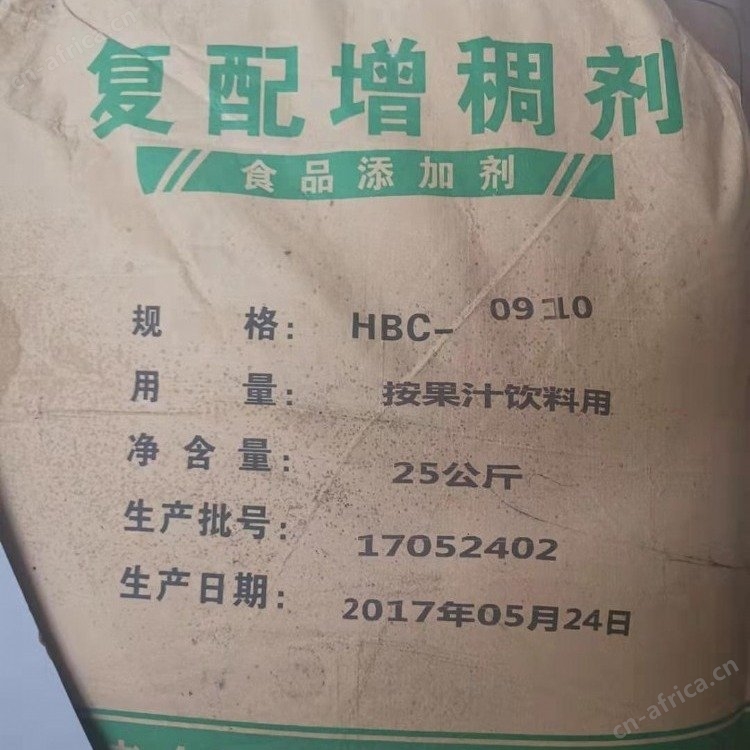 复配增稠剂
食品添加剂
规 格: HBC- 09 10
用 量: 按果汁饮料用
净含量: 25公斤
生产批号: 17052402
生产日期: 2017年05月24日
cn-africa.cn